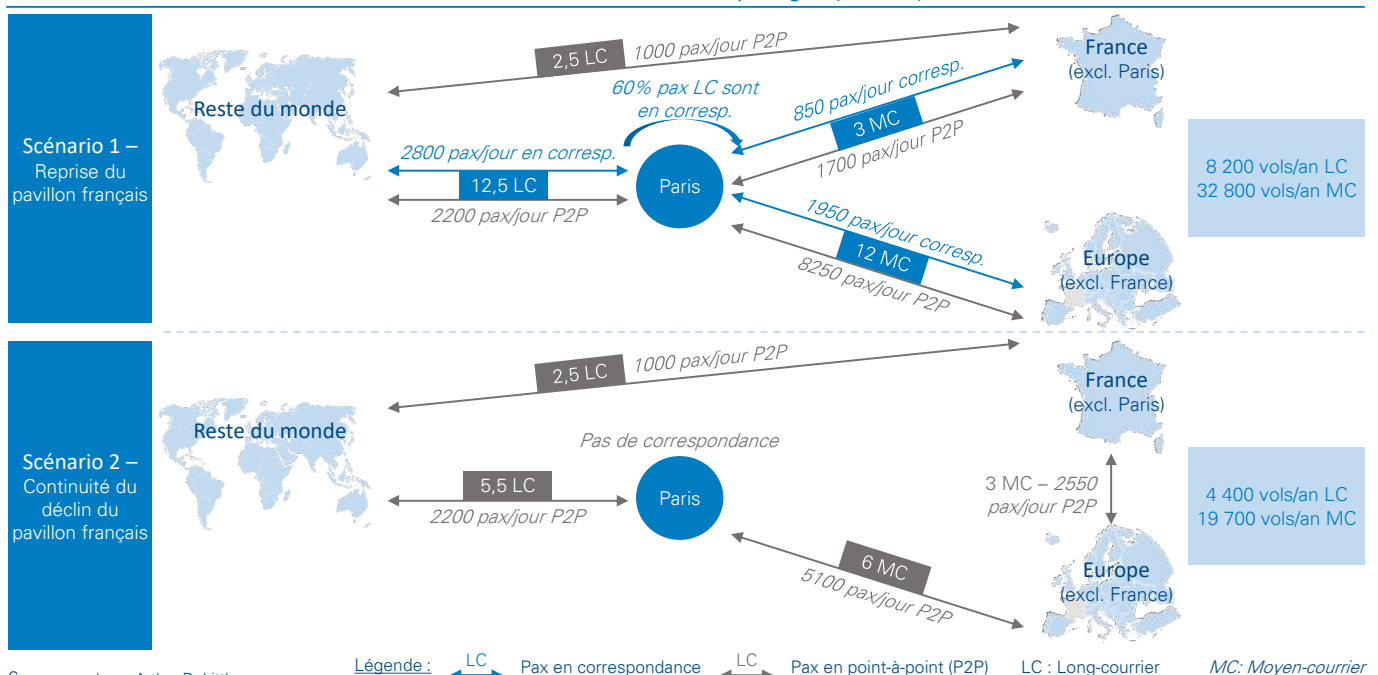 Scénario 1 –
Reprise du
pavillon français
Reste du monde
2,5 LC
1000 pax/jour P2P
60% pax LC sont
en corresp.
2800 pax/jour en corresp.
12,5 LC
2200 pax/jour P2P
Paris
850 pax/jour corresp.
3 MC
1700 pax/jour P2P
1950 pax/jour corresp.
12 MC
8250 pax/jour P2P
France
(excl. Paris)
Europe
(excl. France)
8 200 vols/an LC
32 800 vols/an MC
Scénario 2 –
Continuité du
déclin du
pavillon français
Reste du monde
2,5 LC
1000 pax/jour P2P
Pas de correspondance
5,5 LC
2200 pax/jour P2P
Paris
6 MC
5100 pax/jour P2P
France
(excl. Paris)
3 MC – 2550
pax/jour P2P
Europe
(excl. France)
4 400 vols/an LC
19 700 vols/an MC
Légende :
LC
Pax en correspondance
LC
Pax en point-à-point (P2P)
LC : Long-courrier
MC: Moyen-courrier